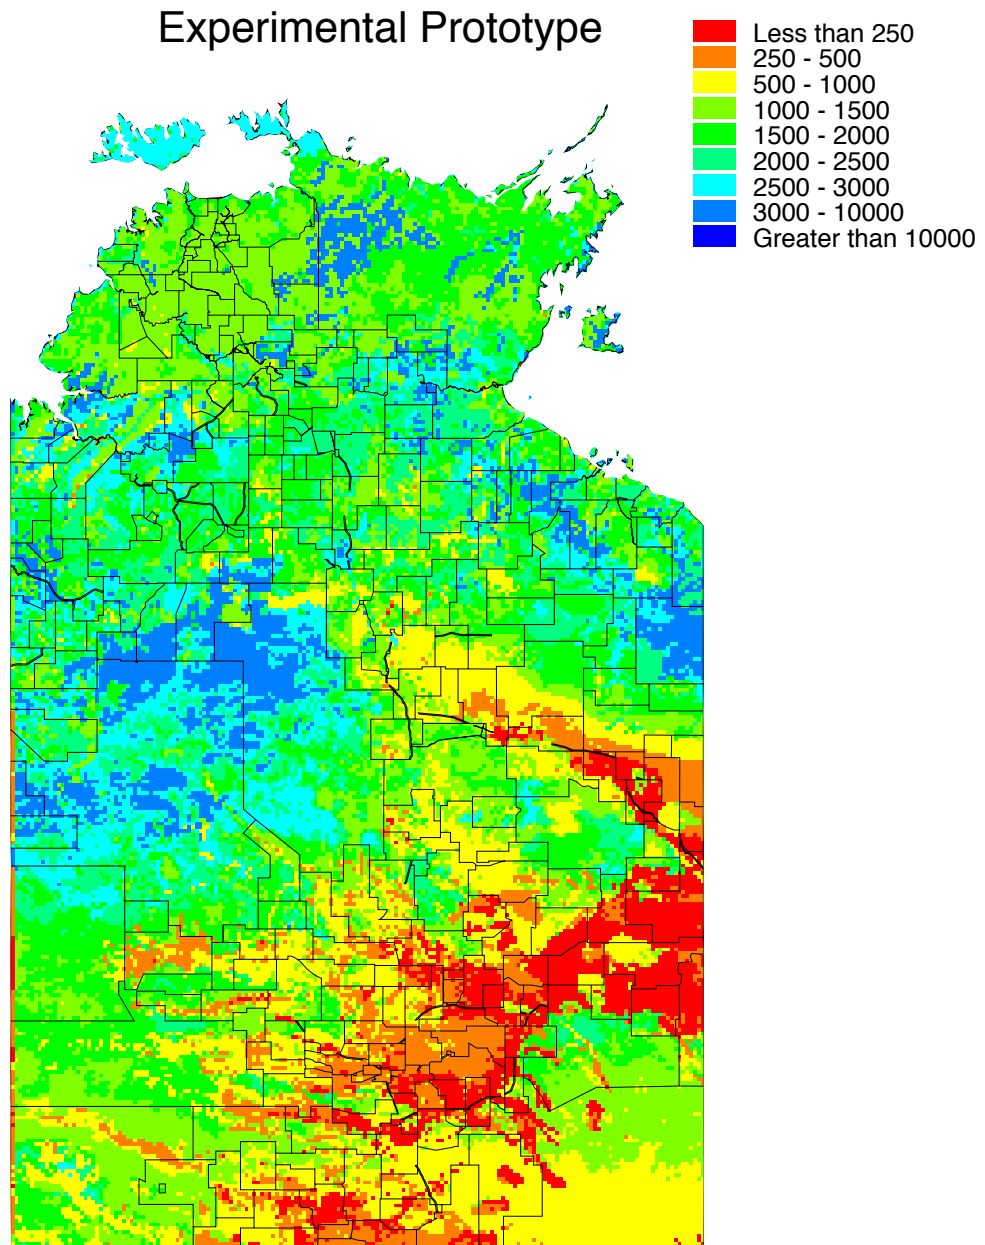 Experimental Prototype
Less than 250
250 - 500
500 - 1000
1000 - 1500
1500 - 2000
2000 - 2500
2500 - 3000
3000 - 10000
Greater than 10000